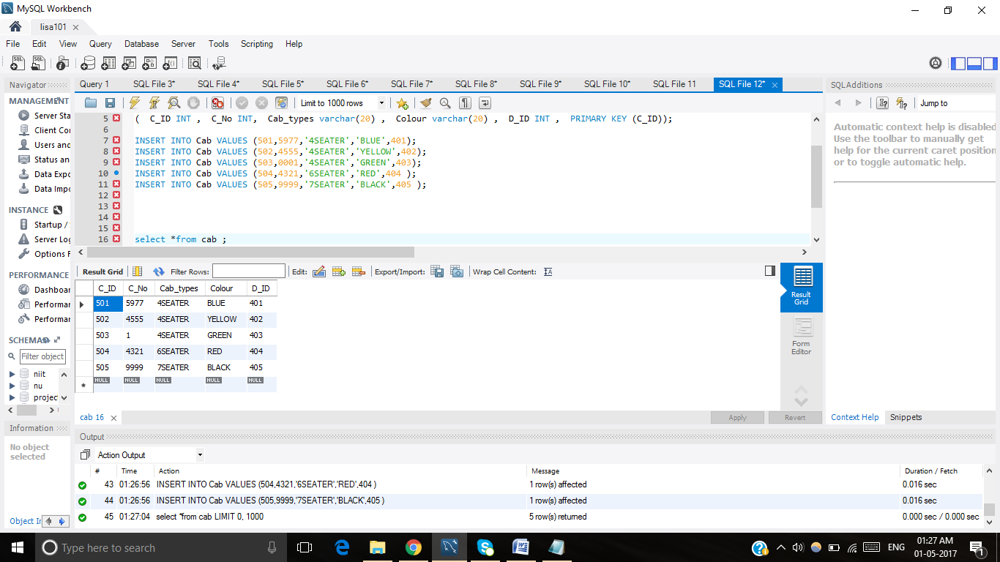 MySQL Workbench
lisa101
File Edit View Query Database Server Tools Scripting Help
Navigator
MANAGEMENT
Server Sta
Client Con
Users and
Status an
Data Expo
Data Impo
INSTANCE
Startup /
Server Log
Options F
PERFORMANCE
Dashboar
Performar
Performar
SCHEMAS
Filter object
niit
nu
project
Information
No object
selected
Object In
Query 1 SQL File 3* SQL File 4* SQL File 5* SQL File 6* SQL File 7* SQL File 8* SQL File 9* SQL File 10* SQL File 11 SQL File 12*
Limit to 1000 rows
5 ( C_ID INT , C_No INT, Cab_types varchar(20) , Colour varchar(20) , D_ID INT , PRIMARY KEY (C_ID));
6
7 INSERT INTO Cab VALUES (501,5977,'4SEATER','BLUE',401);
8 INSERT INTO Cab VALUES (502,4555,'4SEATER','YELLOW',402);
9 INSERT INTO Cab VALUES (503,0001,'4SEATER','GREEN',403);
10 INSERT INTO Cab VALUES (504,4321,'6SEATER','RED',404 );
11 INSERT INTO Cab VALUES (505,9999,'7SEATER','BLACK',405 );
12
13
14
15
16 select *from cab ;
Result Grid Filter Rows: Edit: Export/Import: Wrap Cell Content:
C_ID C_No Cab_types Colour D_ID
501 5977 4SEATER BLUE 401
502 4555 4SEATER YELLOW 402
503 1 4SEATER GREEN 403
504 4321 6SEATER RED 404
505 9999 7SEATER BLACK 405
NULL NULL NULL NULL NULL
Result
Grid
Form
Editor
cab 16
Apply Revert
SQLAdditions
Jump to
Automatic context help is disabled.
Use the toolbar to manually get
help for the current caret position
or to toggle automatic help.
Context Help Snippets
Output
Action Output
# Time Action Message Duration / Fetch
43 01:26:56 INSERT INTO Cab VALUES (504,4321,'6SEATER','RED',404 ) 1 row(s) affected 0.016 sec
44 01:26:56 INSERT INTO Cab VALUES (505,9999,'7SEATER','BLACK',405 ) 1 row(s) affected 0.016 sec
45 01:27:04 select *from cab LIMIT 0, 1000 5 row(s) returned 0.000 sec / 0.000 sec
Type here to search
ENG
01:27 AM
01-05-2017
1